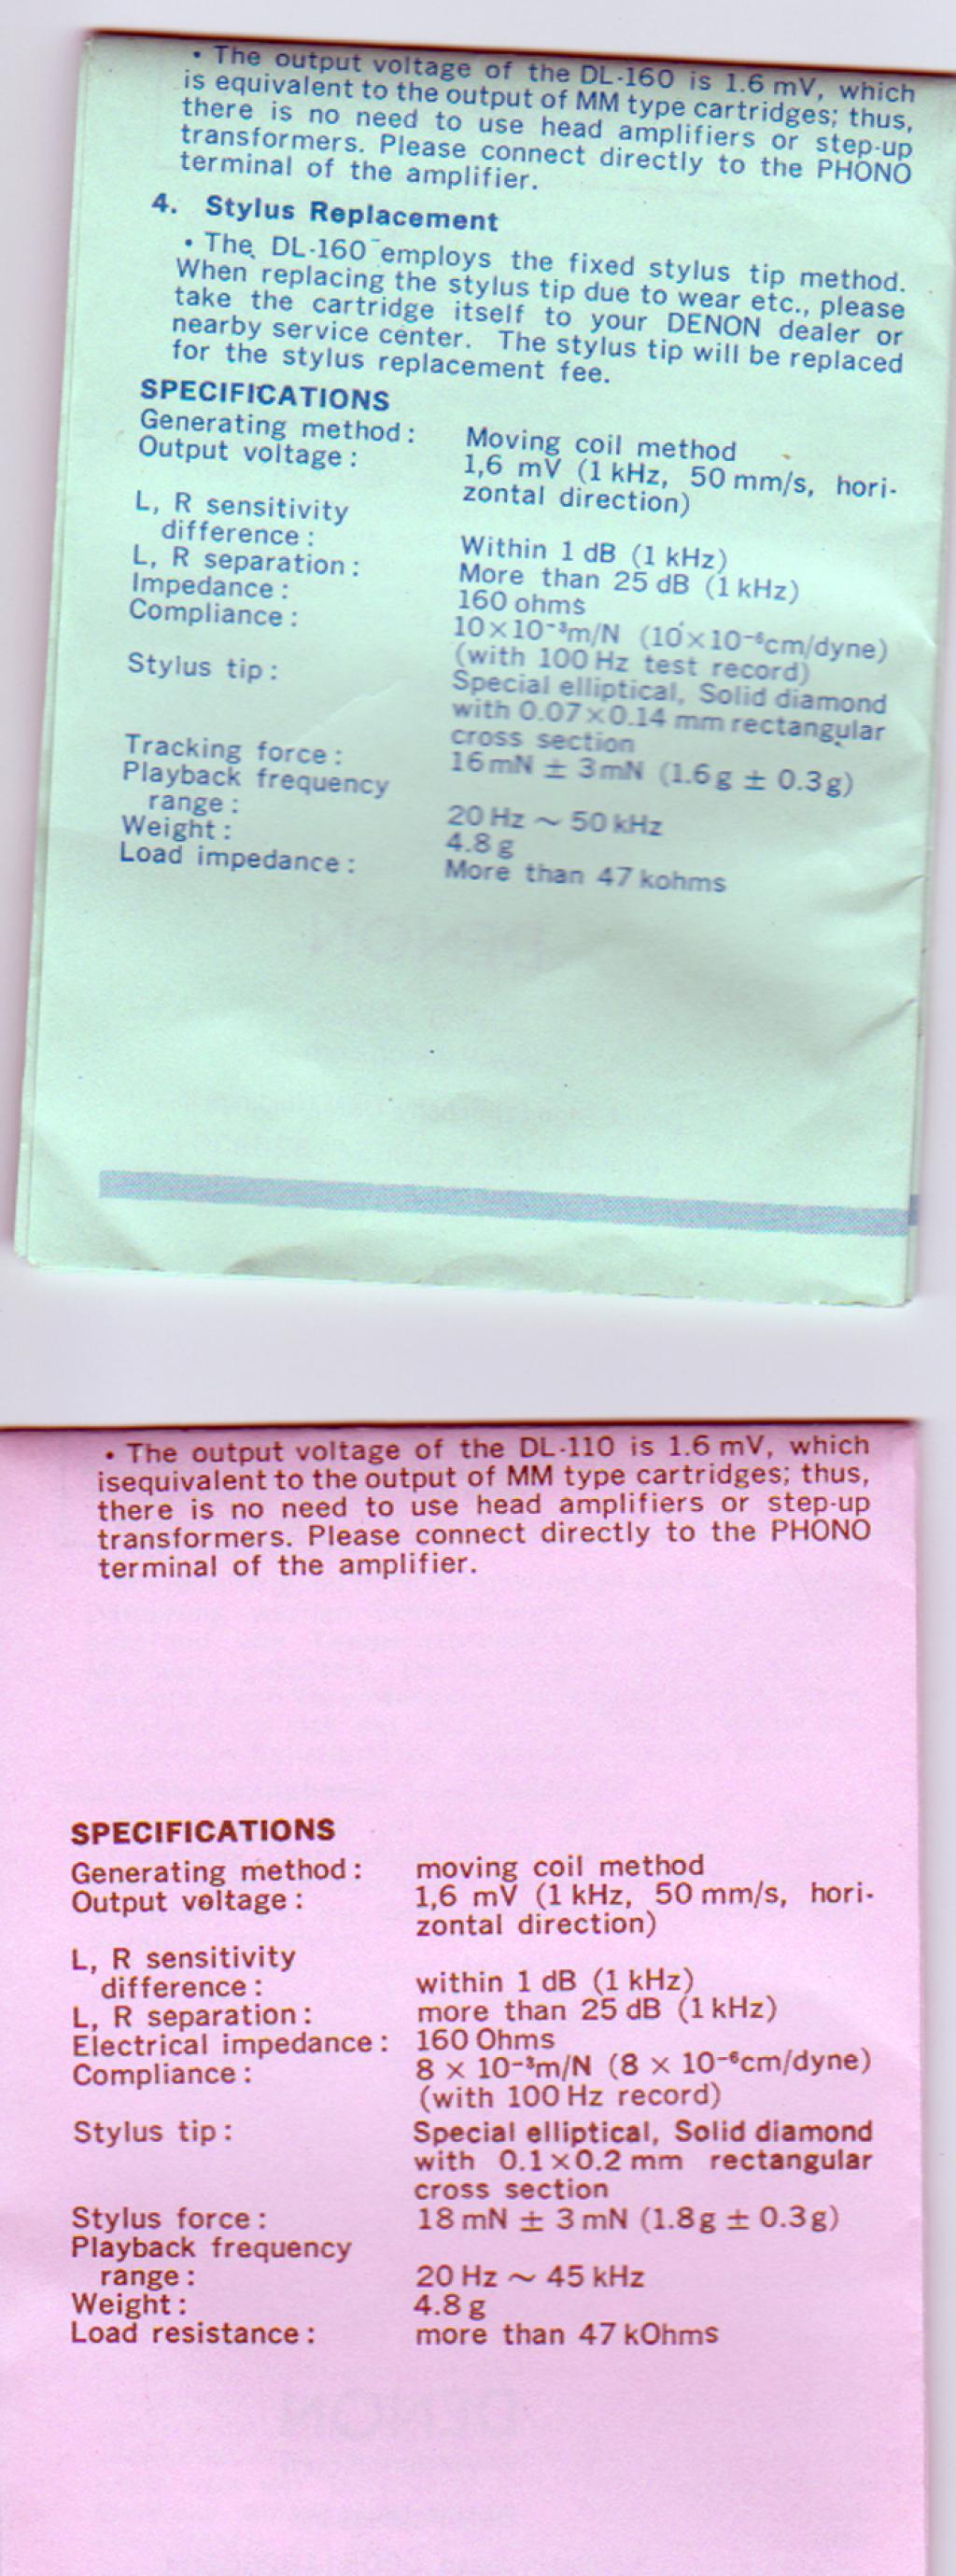 • The output voltage of the DL-160 is 1.6 mV, which
is equivalent to the output of MM type cartridges; thus,
there is no need to use head amplifiers or step-up
transformers. Please connect directly to the PHONO
terminal of the amplifier.
4. Stylus Replacement
• The DL-160 employs the fixed stylus tip method.
When replacing the stylus tip due to wear etc., please
take the cartridge itself to your DENON dealer or
nearby service center. The stylus tip will be replaced
for the stylus replacement fee.
SPECIFICATIONS
Generating method: Moving coil method
Output voltage: 1,6 mV (1 kHz, 50 mm/s, hori-
zontal direction)
L, R sensitivity
difference: Within 1 dB (1 kHz)
L, R separation: More than 25 dB (1 kHz)
Impedance: 160 ohms
Compliance: 10×10⁻³m/N (10×10⁻⁶cm/dyne)
(with 100 Hz test record)
Stylus tip: Special elliptical, Solid diamond
with 0.07×0.14 mm rectangular
cross section
Tracking force: 16mN ± 3mN (1.6g ± 0.3g)
Playback frequency
range: 20 Hz ~ 50 kHz
Weight: 4.8 g
Load impedance: More than 47 kohms
• The output voltage of the DL-110 is 1.6 mV, which
isequivalent to the output of MM type cartridges; thus,
there is no need to use head amplifiers or step-up
transformers. Please connect directly to the PHONO
terminal of the amplifier.
SPECIFICATIONS
Generating method: moving coil method
Output voltage: 1,6 mV (1 kHz, 50 mm/s, hori-
zontal direction)
L, R sensitivity
difference: within 1 dB (1 kHz)
L, R separation: more than 25 dB (1 kHz)
Electrical impedance: 160 Ohms
Compliance: 8 × 10⁻³m/N (8 × 10⁻⁶cm/dyne)
(with 100 Hz record)
Stylus tip: Special elliptical, Solid diamond
with 0.1×0.2 mm rectangular
cross section
Stylus force: 18 mN ± 3 mN (1.8g ± 0.3g)
Playback frequency
range: 20 Hz ~ 45 kHz
Weight: 4.8 g
Load resistance: more than 47 kOhms